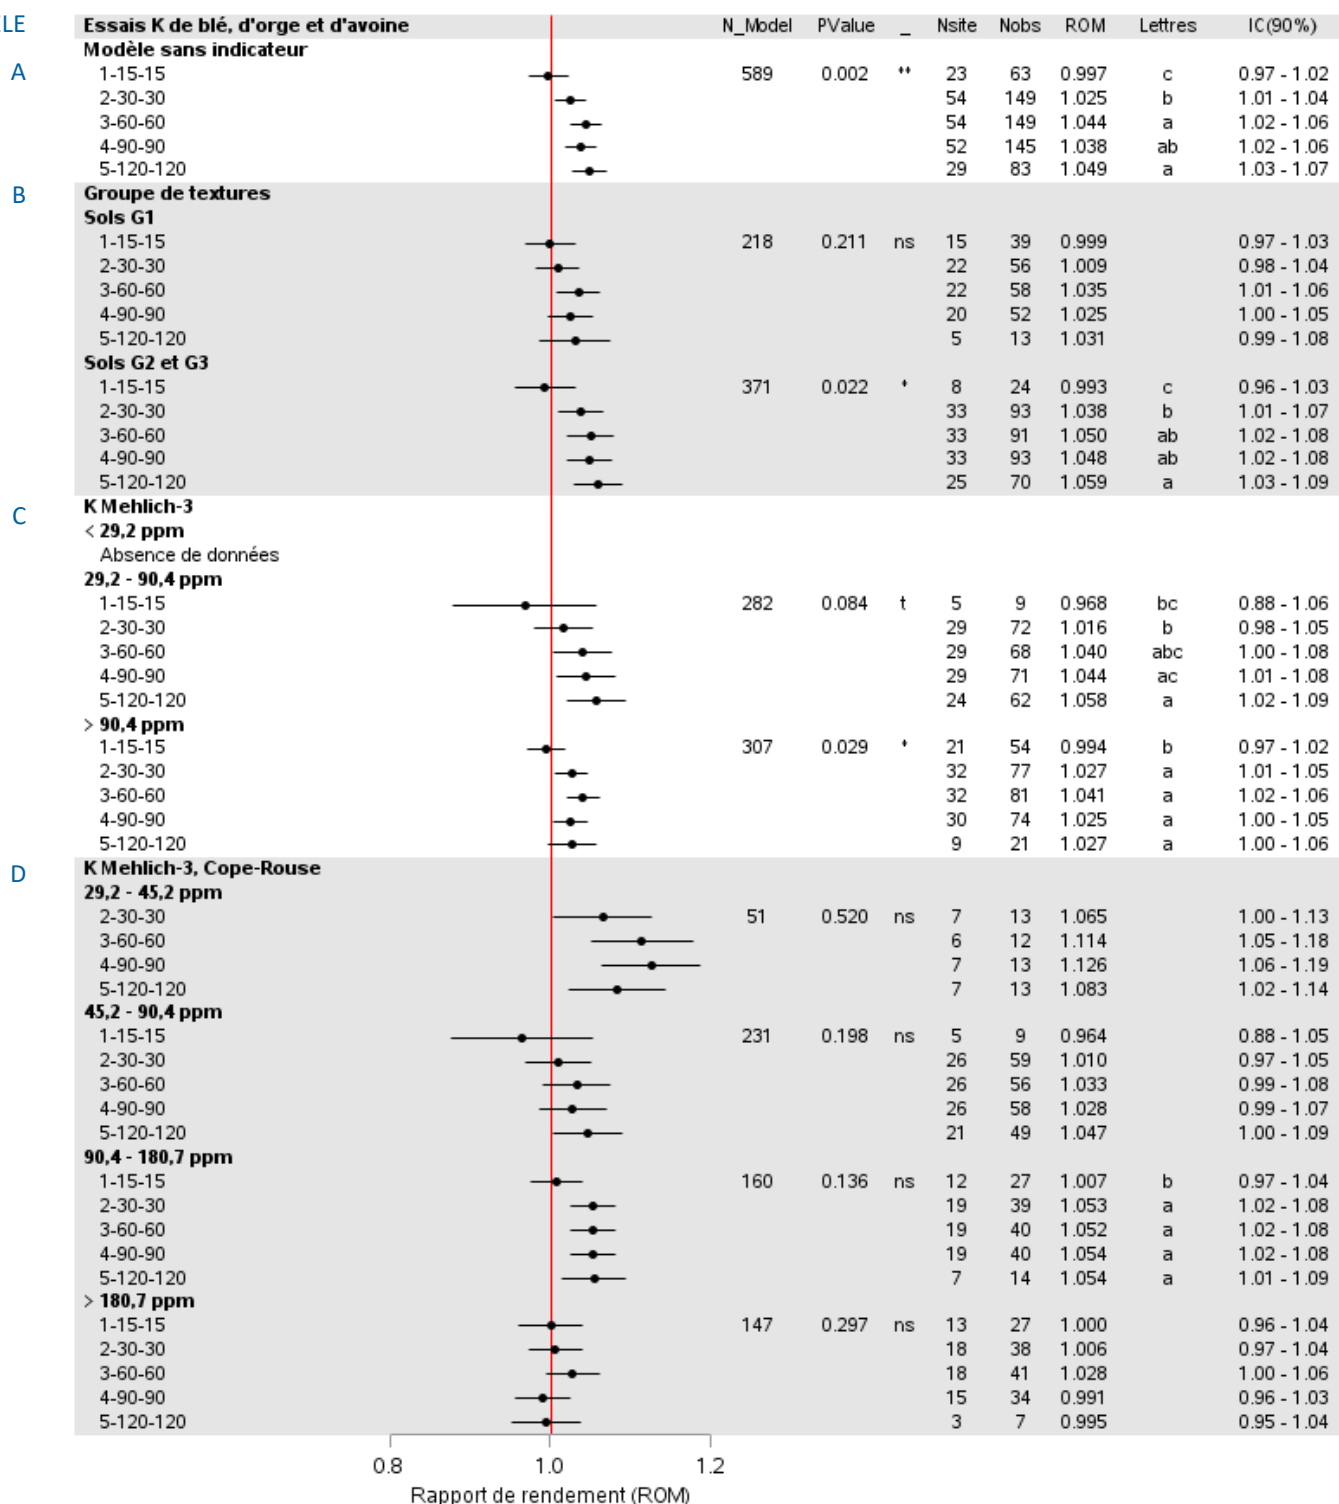 ELE Essais K de blé, d'orge et d'avoine N_Model PValue _ Nsite Nobs ROM Lettres IC(90%)
Modèle sans indicateur
A 1-15-15 589 0.002 ** 23 63 0.997 c 0.97 - 1.02
2-30-30 54 149 1.025 b 1.01 - 1.04
3-60-60 54 149 1.044 a 1.02 - 1.06
4-90-90 52 145 1.038 ab 1.02 - 1.06
5-120-120 29 83 1.049 a 1.03 - 1.07
B Groupe de textures
Sols G1
1-15-15 218 0.211 ns 15 39 0.999 0.97 - 1.03
2-30-30 22 56 1.009 0.98 - 1.04
3-60-60 22 58 1.035 1.01 - 1.06
4-90-90 20 52 1.025 1.00 - 1.05
5-120-120 5 13 1.031 0.99 - 1.08
Sols G2 et G3
1-15-15 371 0.022 * 8 24 0.993 c 0.96 - 1.03
2-30-30 33 93 1.038 b 1.01 - 1.07
3-60-60 33 91 1.050 ab 1.02 - 1.08
4-90-90 33 93 1.048 ab 1.02 - 1.08
5-120-120 25 70 1.059 a 1.03 - 1.09
C K Mehlich-3
< 29,2 ppm
Absence de données
29,2 - 90,4 ppm
1-15-15 282 0.084 t 5 9 0.968 bc 0.88 - 1.06
2-30-30 29 72 1.016 b 0.98 - 1.05
3-60-60 29 68 1.040 abc 1.00 - 1.08
4-90-90 29 71 1.044 ac 1.01 - 1.08
5-120-120 24 62 1.058 a 1.02 - 1.09
> 90,4 ppm
1-15-15 307 0.029 * 21 54 0.994 b 0.97 - 1.02
2-30-30 32 77 1.027 a 1.01 - 1.05
3-60-60 32 81 1.041 a 1.02 - 1.06
4-90-90 30 74 1.025 a 1.00 - 1.05
5-120-120 9 21 1.027 a 1.00 - 1.06
D K Mehlich-3, Cope-Rouse
29,2 - 45,2 ppm
2-30-30 51 0.520 ns 7 13 1.065 1.00 - 1.13
3-60-60 6 12 1.114 1.05 - 1.18
4-90-90 7 13 1.126 1.06 - 1.19
5-120-120 7 13 1.083 1.02 - 1.14
45,2 - 90,4 ppm
1-15-15 231 0.198 ns 5 9 0.964 0.88 - 1.05
2-30-30 26 59 1.010 0.97 - 1.05
3-60-60 26 56 1.033 0.99 - 1.08
4-90-90 26 58 1.028 0.99 - 1.07
5-120-120 21 49 1.047 1.00 - 1.09
90,4 - 180,7 ppm
1-15-15 160 0.136 ns 12 27 1.007 b 0.97 - 1.04
2-30-30 19 39 1.053 a 1.02 - 1.08
3-60-60 19 40 1.052 a 1.02 - 1.08
4-90-90 19 40 1.054 a 1.02 - 1.08
5-120-120 7 14 1.054 a 1.01 - 1.09
> 180,7 ppm
1-15-15 147 0.297 ns 13 27 1.000 0.96 - 1.04
2-30-30 18 38 1.006 0.97 - 1.04
3-60-60 18 41 1.028 1.00 - 1.06
4-90-90 15 34 0.991 0.96 - 1.03
5-120-120 3 7 0.995 0.95 - 1.04
0.8 1.0 1.2
Rapport de rendement (ROM)